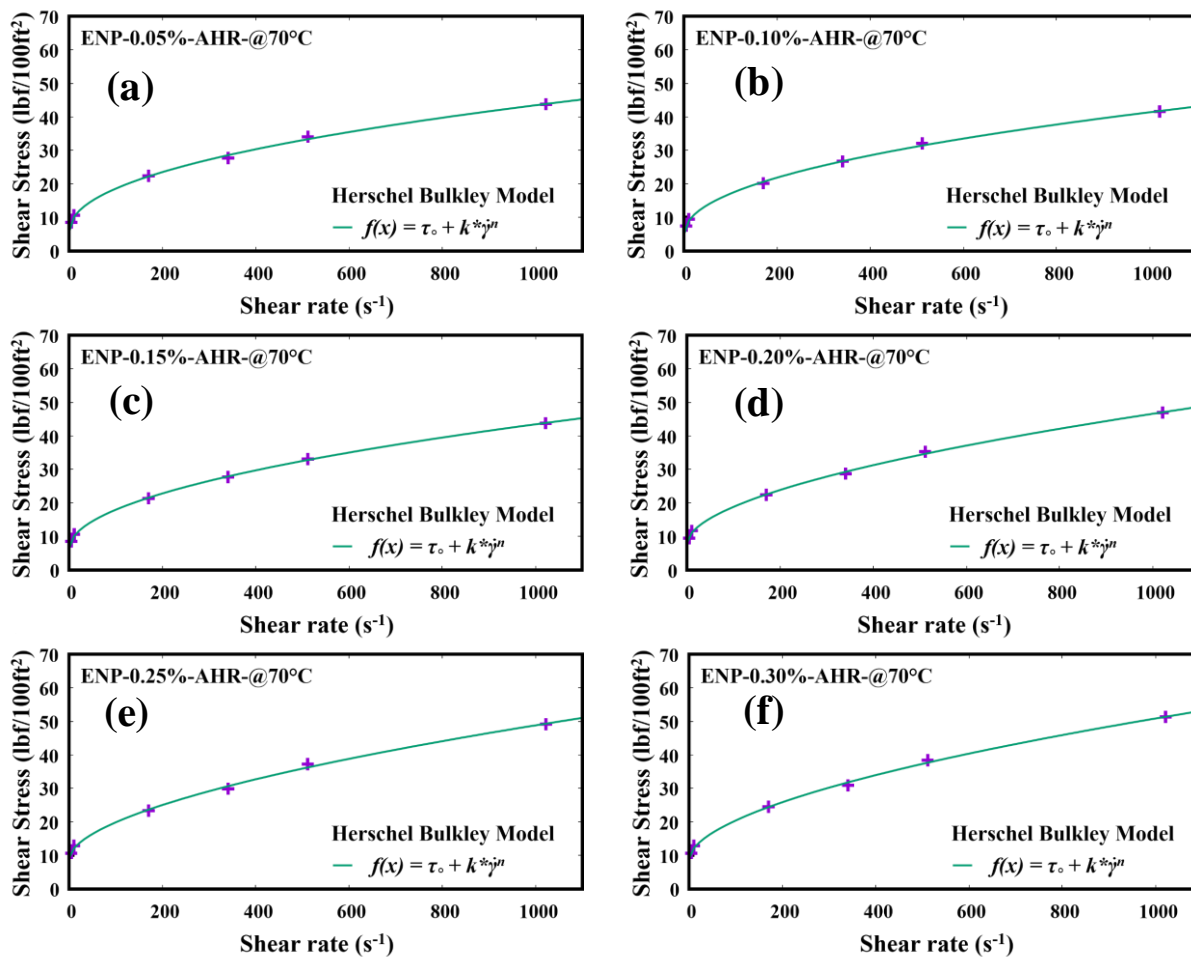 ENP-0.05%-AHR-@70°C
(a)
Shear Stress (lbf/100ft²)
70
60
50
40
30
20
10
0
Herschel Bulkley Model
f(x) = τ₀ + k*γ̇ⁿ
0 200 400 600 800 1000
Shear rate (s⁻¹)
ENP-0.10%-AHR-@70°C
(b)
Shear Stress (lbf/100ft²)
70
60
50
40
30
20
10
0
Herschel Bulkley Model
f(x) = τ₀ + k*γ̇ⁿ
0 200 400 600 800 1000
Shear rate (s⁻¹)
ENP-0.15%-AHR-@70°C
(c)
Shear Stress (lbf/100ft²)
70
60
50
40
30
20
10
0
Herschel Bulkley Model
f(x) = τ₀ + k*γ̇ⁿ
0 200 400 600 800 1000
Shear rate (s⁻¹)
ENP-0.20%-AHR-@70°C
(d)
Shear Stress (lbf/100ft²)
70
60
50
40
30
20
10
0
Herschel Bulkley Model
f(x) = τ₀ + k*γ̇ⁿ
0 200 400 600 800 1000
Shear rate (s⁻¹)
ENP-0.25%-AHR-@70°C
(e)
Shear Stress (lbf/100ft²)
70
60
50
40
30
20
10
0
Herschel Bulkley Model
f(x) = τ₀ + k*γ̇ⁿ
0 200 400 600 800 1000
Shear rate (s⁻¹)
ENP-0.30%-AHR-@70°C
(f)
Shear Stress (lbf/100ft²)
70
60
50
40
30
20
10
0
Herschel Bulkley Model
f(x) = τ₀ + k*γ̇ⁿ
0 200 400 600 800 1000
Shear rate (s⁻¹)